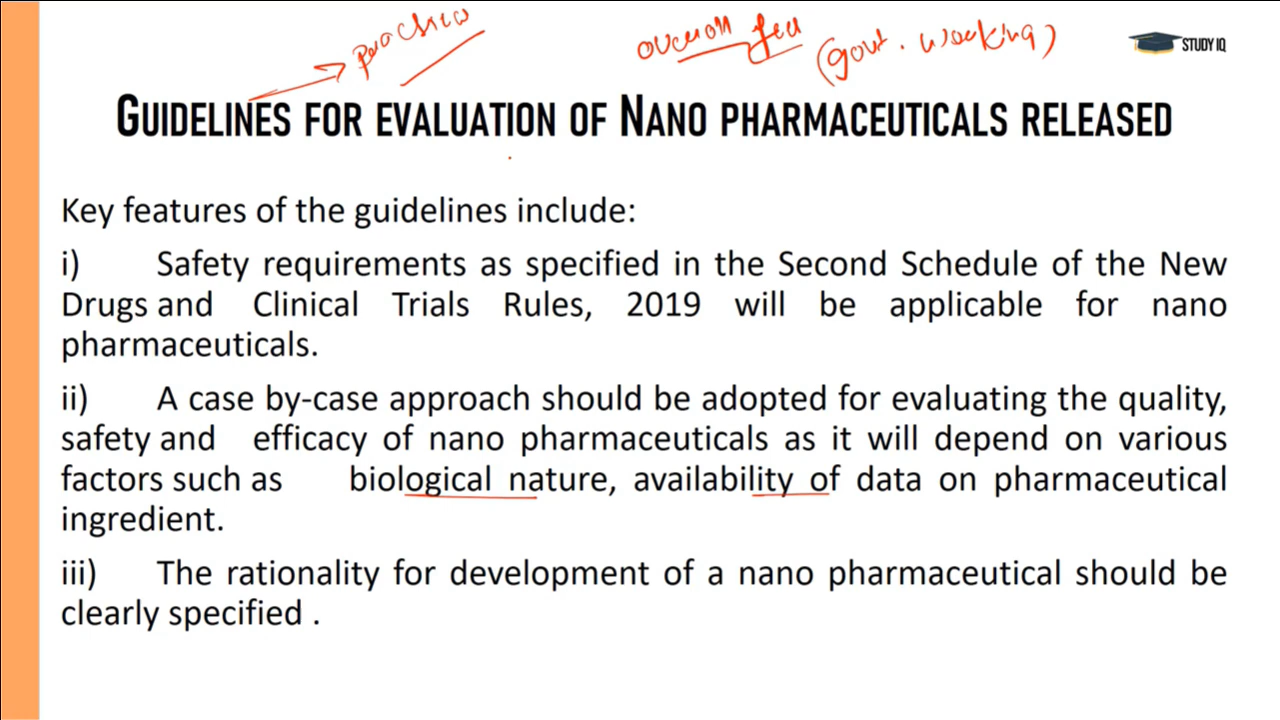 (govt. working)
STUDY IQ
GUIDELINES FOR EVALUATION OF NANO PHARMACEUTICALS RELEASED
Key features of the guidelines include:
i) Safety requirements as specified in the Second Schedule of the New
Drugs and Clinical Trials Rules, 2019 will be applicable for nano
pharmaceuticals.
ii) A case by-case approach should be adopted for evaluating the quality,
safety and efficacy of nano pharmaceuticals as it will depend on various
factors such as biological nature, availability of data on pharmaceutical
ingredient.
iii) The rationality for development of a nano pharmaceutical should be
clearly specified .